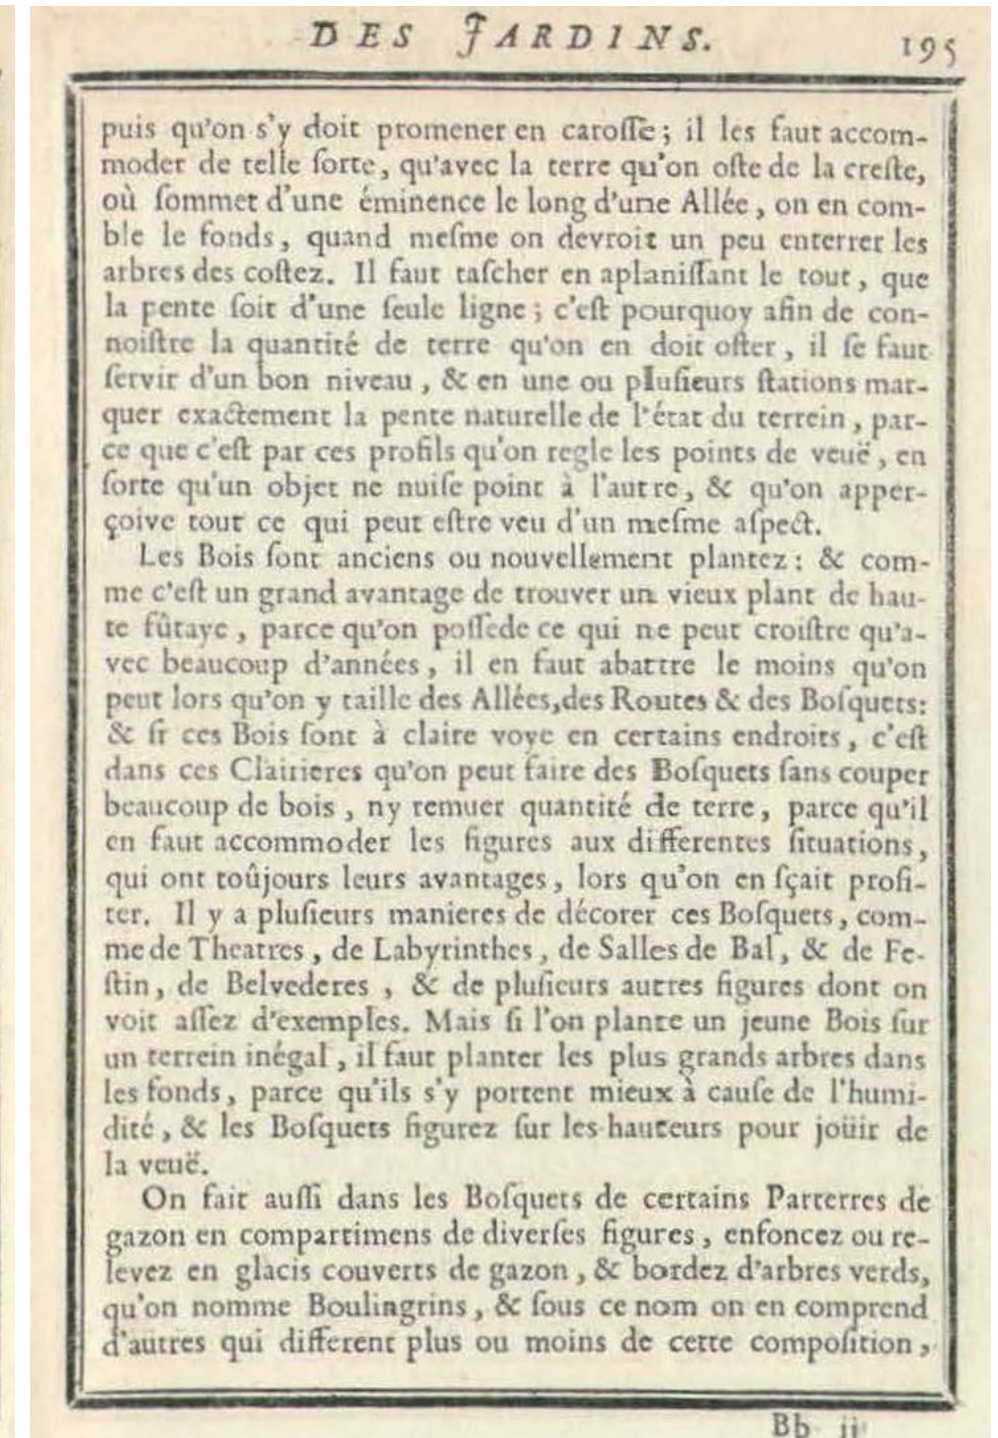 DES JARDINS.
195
puis qu'on s'y doit promener en carosse ; il les faut accom-
moder de telle sorte, qu'avec la terre qu'on oste de la creste,
où sommet d'une éminence le long d'une Allée, on en com-
ble le fonds, quand mesme on devroit un peu enterrer les
arbres des costez. Il faut tascher en aplanissant le tout, que
la pente soit d'une seule ligne ; c'est pourquoy afin de con-
noistre la quantité de terre qu'on en doit oster, il se faut
servir d'un bon niveau, & en une ou plusieurs stations mar-
quer exactement la pente naturelle de l'état du terrein, par-
ce que c'est par ces profils qu'on regle les points de veuë, en
sorte qu'un objet ne nuise point à l'autre, & qu'on apper-
çoive tout ce qui peut estre veu d'un mesme aspect.
Les Bois sont anciens ou nouvellement plantez : & com-
me c'est un grand avantage de trouver un vieux plant de hau-
te fûtaye, parce qu'on possede ce qui ne peut croistre qu'a-
vec beaucoup d'années, il en faut abattre le moins qu'on
peut lors qu'on y taille des Allées, des Routes & des Bosquets :
& si ces Bois sont à claire voye en certains endroits, c'est
dans ces Clairieres qu'on peut faire des Bosquets sans couper
beaucoup de bois, ny remuer quantité de terre, parce qu'il
en faut accommoder les figures aux differentes situations,
qui ont toûjours leurs avantages, lors qu'on en sçait profi-
ter. Il y a plusieurs manieres de décorer ces Bosquets, com-
me de Theatres, de Labyrinthes, de Salles de Bal, & de Fe-
stin, de Belvederes, & de plusieurs autres figures dont on
voit assez d'exemples. Mais si l'on plante un jeune Bois sur
un terrein inégal, il faut planter les plus grands arbres dans
les fonds, parce qu'ils s'y portent mieux à cause de l'humi-
dité, & les Bosquets figurez sur les hauteurs pour joüir de
la veuë.
On fait aussi dans les Bosquets de certains Parterres de
gazon en compartimens de diverses figures, enfoncez ou re-
levez en glacis couverts de gazon, & bordez d'arbres verds,
qu'on nomme Boulingrins, & sous ce nom on en comprend
d'autres qui different plus ou moins de cette composition,
Bb ij